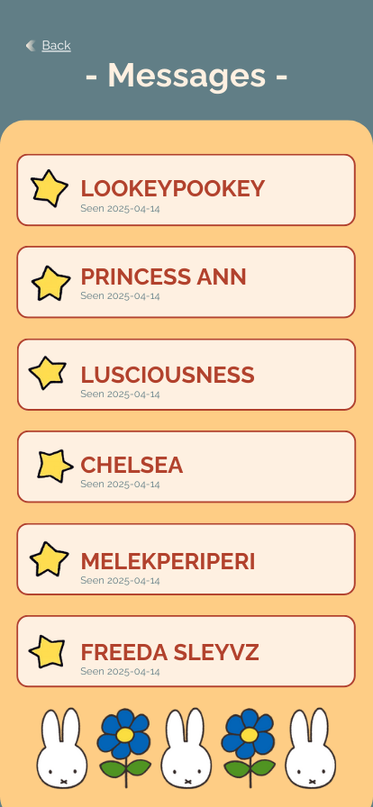 Back
- Messages -
LOOKEYPOOKEY
Seen 2025-04-14
PRINCESS ANN
Seen 2025-04-14
LUSCIOUSNESS
Seen 2025-04-14
CHELSEA
Seen 2025-04-14
MELEKPERIPERI
Seen 2025-04-14
FREEDA SLEYVZ
Seen 2025-04-14